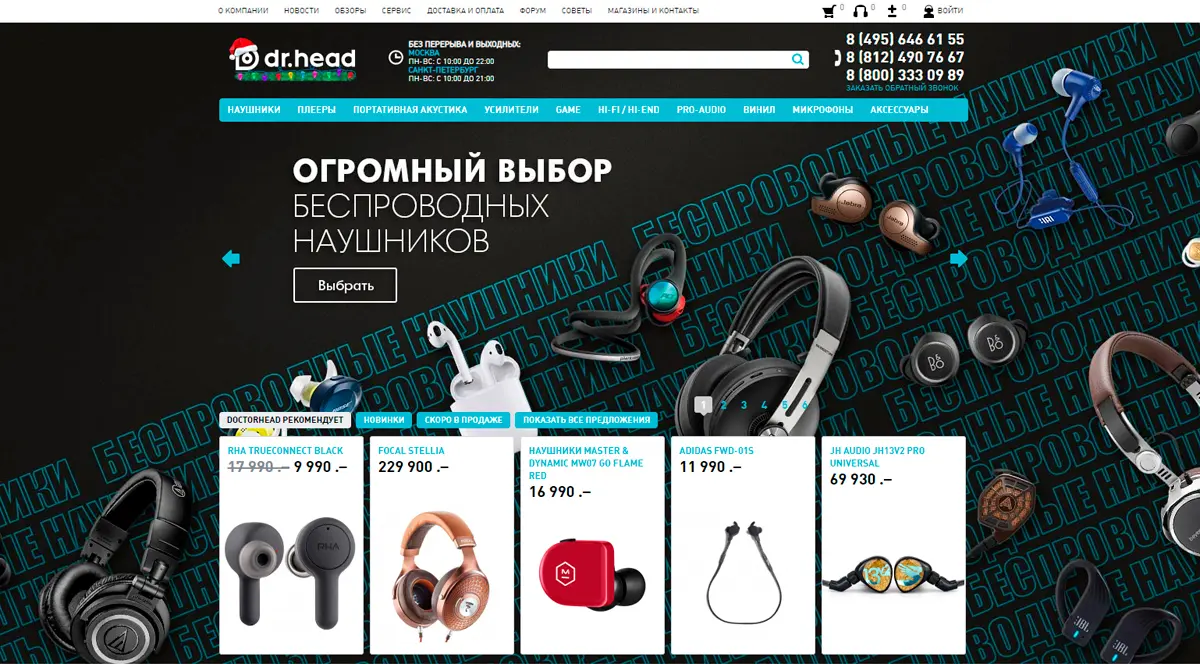 О КОМПАНИИ НОВОСТИ ОБЗОРЫ СЕРВИС ДОСТАВКА И ОПЛАТА ФОРУМ СОВЕТЫ МАГАЗИНЫ И КОНТАКТЫ 0 0 0 ВОЙТИ
dr.head
БЕЗ ПЕРЕРЫВА И ВЫХОДНЫХ:
МОСКВА
ПН-ВС: С 10:00 ДО 22:00
САНКТ-ПЕТЕРБУРГ
ПН-ВС: С 10:00 ДО 21:00
8 (495) 646 61 55
8 (812) 490 76 67
8 (800) 333 09 89
ЗАКАЗАТЬ ОБРАТНЫЙ ЗВОНОК
НАУШНИКИ ПЛЕЕРЫ ПОРТАТИВНАЯ АКУСТИКА УСИЛИТЕЛИ GAME HI-FI / HI-END PRO-AUDIO ВИНИЛ МИКРОФОНЫ АКСЕССУАРЫ
ОГРОМНЫЙ ВЫБОР
БЕСПРОВОДНЫХ
НАУШНИКОВ
Выбрать
БЕСПРОВОДНЫЕ НАУШНИКИ
Jabra
Jabra
JBL
B&O
B&O
1 2 3 4 5 6
DOCTORHEAD РЕКОМЕНДУЕТ НОВИНКИ СКОРО В ПРОДАЖЕ ПОКАЗАТЬ ВСЕ ПРЕДЛОЖЕНИЯ
RHA TRUECONNECT BLACK
17 990 .– 9 990 .–
RHA
FOCAL STELLIA
229 900 .–
НАУШНИКИ MASTER &
DYNAMIC MW07 GO FLAME
RED
16 990 .–
M
ADIDAS FWD-01S
11 990 .–
JH AUDIO JH13V2 PRO
UNIVERSAL
69 930 .–
JBL